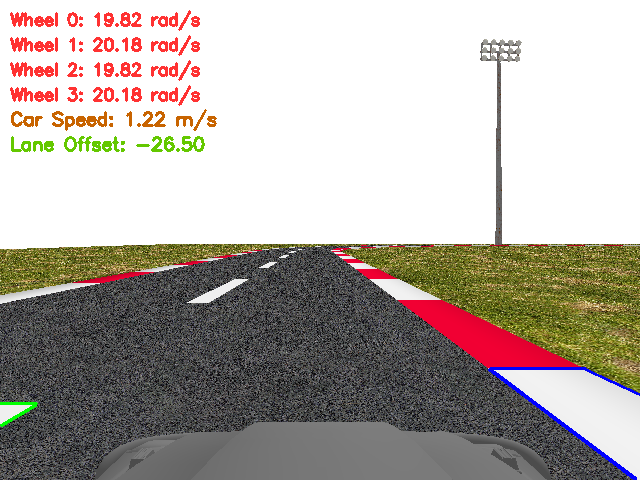 Wheel 0: 19.82 rad/s
Wheel 1: 20.18 rad/s
Wheel 2: 19.82 rad/s
Wheel 3: 20.18 rad/s
Car Speed: 1.22 m/s
Lane Offset: -26.50